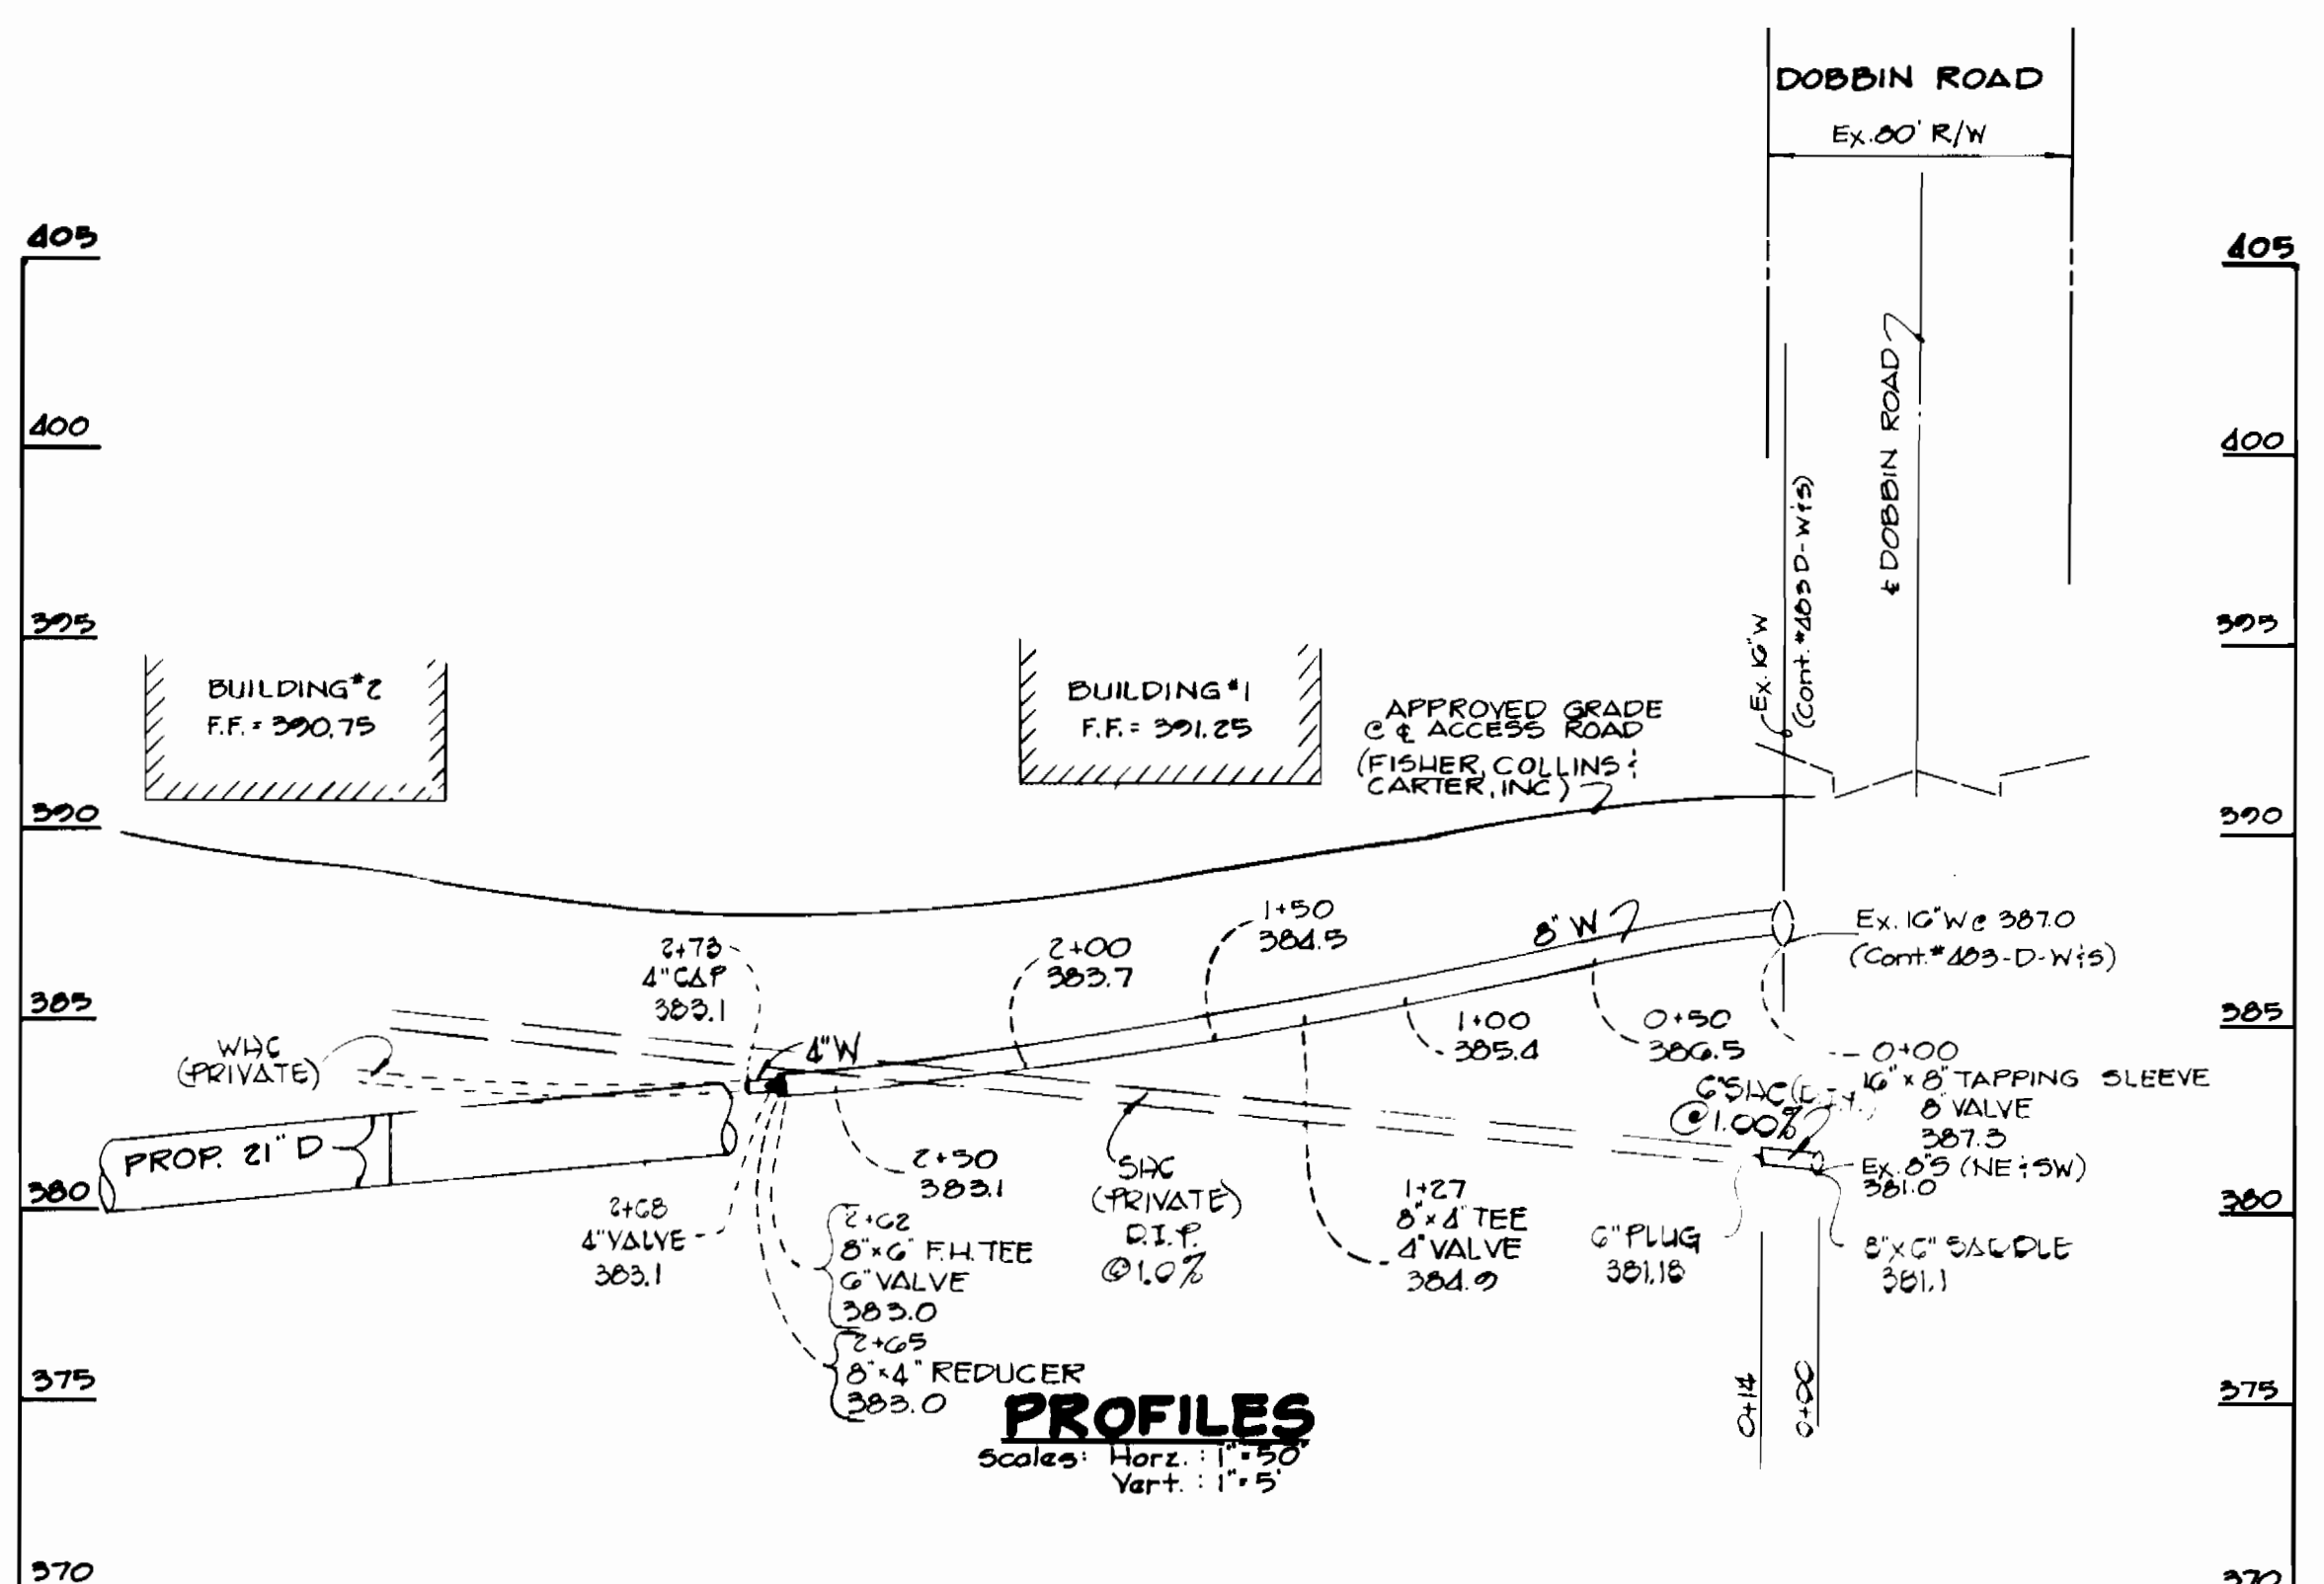 DOBBIN ROAD
Ex. 80' R/W
405
400
395
390
385
380
375
370
405
400
395
390
385
380
375
370
℄ DOBBIN ROAD
Ex. 16" W
(Cont. #483 D-W&S)
BUILDING #2
F.F. = 390.75
BUILDING #1
F.F. = 391.25
APPROVED GRADE
@ ℄ ACCESS ROAD
(FISHER, COLLINS &
CARTER, INC)
2+73
4" CAP
383.1
2+00
383.7
1+50
384.5
8" W
Ex. 16" W @ 387.0
(Cont. #483-D-W&S)
WHC
(PRIVATE)
4" W
1+00
385.4
0+50
386.5
0+00
16" x 8" TAPPING SLEEVE
8" VALVE
387.3
6" SHC
@ 1.00%
Ex. 8" S (NE & SW)
381.0
PROP. 21" D
2+50
383.1
SHC
(PRIVATE)
D.I.P.
@ 1.0%
1+27
8" x 4" TEE
4" VALVE
384.9
6" PLUG
381.18
8" x 6" SADDLE
381.1
2+68
4" VALVE
383.1
2+62
8" x 6" F.H. TEE
6" VALVE
383.0
2+65
8" x 4" REDUCER
383.0
0+14
0+00
PROFILES
Scales: Horz. : 1" = 50'
Vert. : 1" = 5'